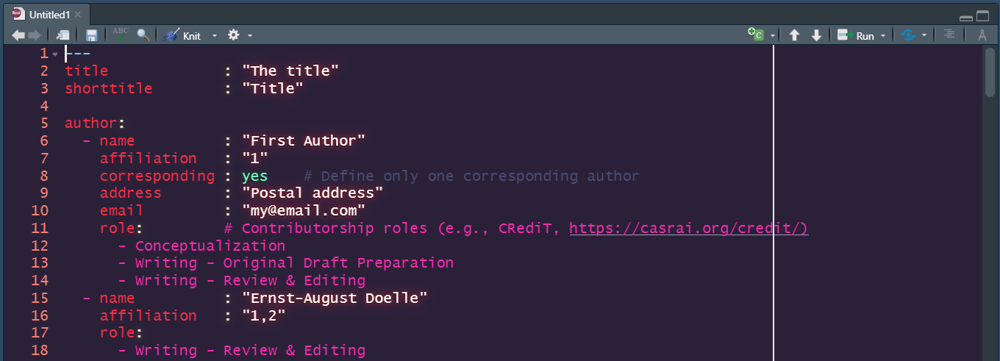 Untitled1
ABC Knit Run
1 ---
2 title : "The title"
3 shorttitle : "Title"
4
5 author:
6 - name : "First Author"
7 affiliation : "1"
8 corresponding : yes # Define only one corresponding author
9 address : "Postal address"
10 email : "my@email.com"
11 role: # Contributorship roles (e.g., CRediT, https://casrai.org/credit/)
12 - Conceptualization
13 - Writing - Original Draft Preparation
14 - Writing - Review & Editing
15 - name : "Ernst-August Doelle"
16 affiliation : "1,2"
17 role:
18 - Writing - Review & Editing